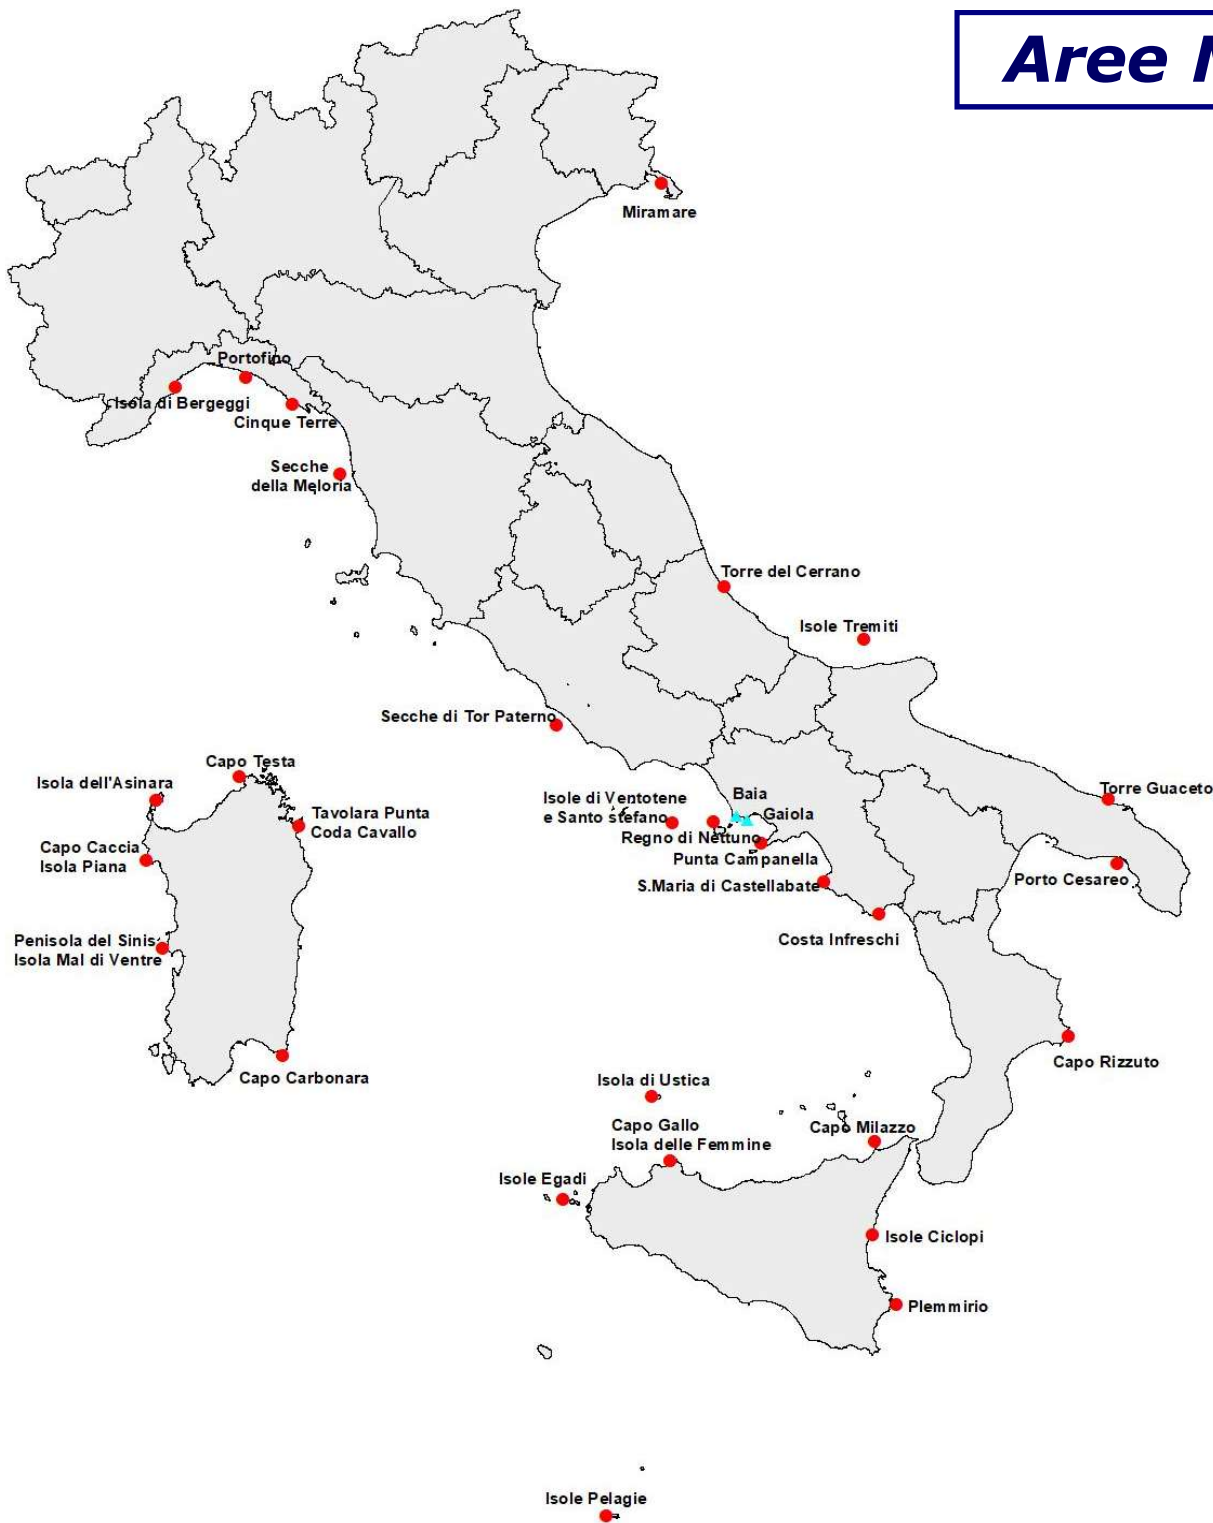 Aree
Miramare
Portofino
Isola di Bergeggi
Cinque Terre
Secche
della Meloria
Torre del Cerrano
Isole Tremiti
Secche di Tor Paterno
Capo Testa
Isola dell'Asinara
Tavolara Punta
Coda Cavallo
Capo Caccia
Isola Piana
Isole di Ventotene
e Santo stefano
Baia
Gaiola
Regno di Nettuno
Punta Campanella
S.Maria di Castellabate
Costa Infreschi
Torre Guaceto
Porto Cesareo
Penisola del Sinis
Isola Mal di Ventre
Capo Carbonara
Capo Rizzuto
Isola di Ustica
Capo Gallo
Isola delle Femmine
Capo Milazzo
Isole Egadi
Isole Ciclopi
Plemmirio
Isole Pelagie